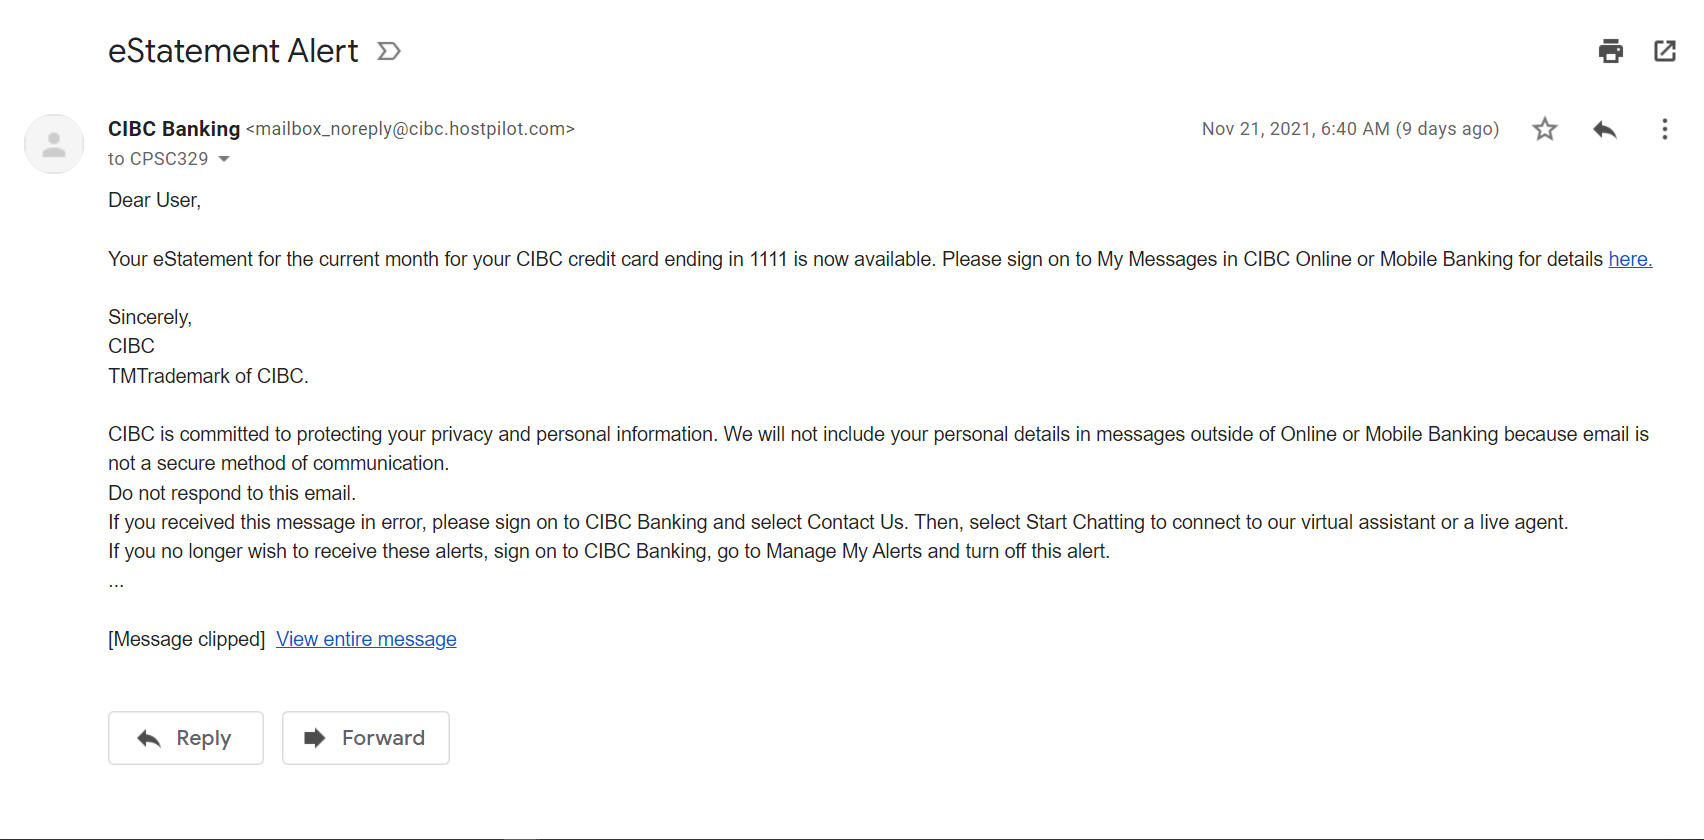 eStatement Alert
CIBC Banking <mailbox_noreply@cibc.hostpilot.com> Nov 21, 2021, 6:40 AM (9 days ago)
to CPSC329
Dear User,
Your eStatement for the current month for your CIBC credit card ending in 1111 is now available. Please sign on to My Messages in CIBC Online or Mobile Banking for details here.
Sincerely,
CIBC
TMTrademark of CIBC.
CIBC is committed to protecting your privacy and personal information. We will not include your personal details in messages outside of Online or Mobile Banking because email is
not a secure method of communication.
Do not respond to this email.
If you received this message in error, please sign on to CIBC Banking and select Contact Us. Then, select Start Chatting to connect to our virtual assistant or a live agent.
If you no longer wish to receive these alerts, sign on to CIBC Banking, go to Manage My Alerts and turn off this alert.
...
[Message clipped] View entire message
Reply Forward